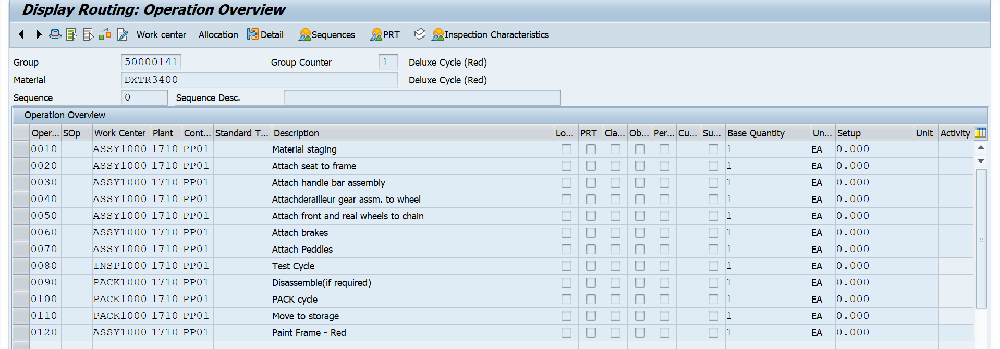 Display Routing: Operation Overview
Work center Allocation Detail Sequences PRT Inspection Characteristics
Group 50000141 Group Counter 1 Deluxe Cycle (Red)
Material DXTR3400 Deluxe Cycle (Red)
Sequence 0 Sequence Desc.
Operation Overview
Oper... SOp Work Center Plant Cont... Standard T... Description Lo... PRT Cla... Ob... Per... Cu... Su... Base Quantity Un... Setup Unit Activity
0010 ASSY1000 1710 PP01 Material staging 1 EA 0.000
0020 ASSY1000 1710 PP01 Attach seat to frame 1 EA 0.000
0030 ASSY1000 1710 PP01 Attach handle bar assembly 1 EA 0.000
0040 ASSY1000 1710 PP01 Attachderailleur gear assm. to wheel 1 EA 0.000
0050 ASSY1000 1710 PP01 Attach front and real wheels to chain 1 EA 0.000
0060 ASSY1000 1710 PP01 Attach brakes 1 EA 0.000
0070 ASSY1000 1710 PP01 Attach Peddles 1 EA 0.000
0080 INSP1000 1710 PP01 Test Cycle 1 EA 0.000
0090 PACK1000 1710 PP01 Disassemble(if required) 1 EA 0.000
0100 PACK1000 1710 PP01 PACK cycle 1 EA 0.000
0110 PACK1000 1710 PP01 Move to storage 1 EA 0.000
0120 ASSY1000 1710 PP01 Paint Frame - Red 1 EA 0.000